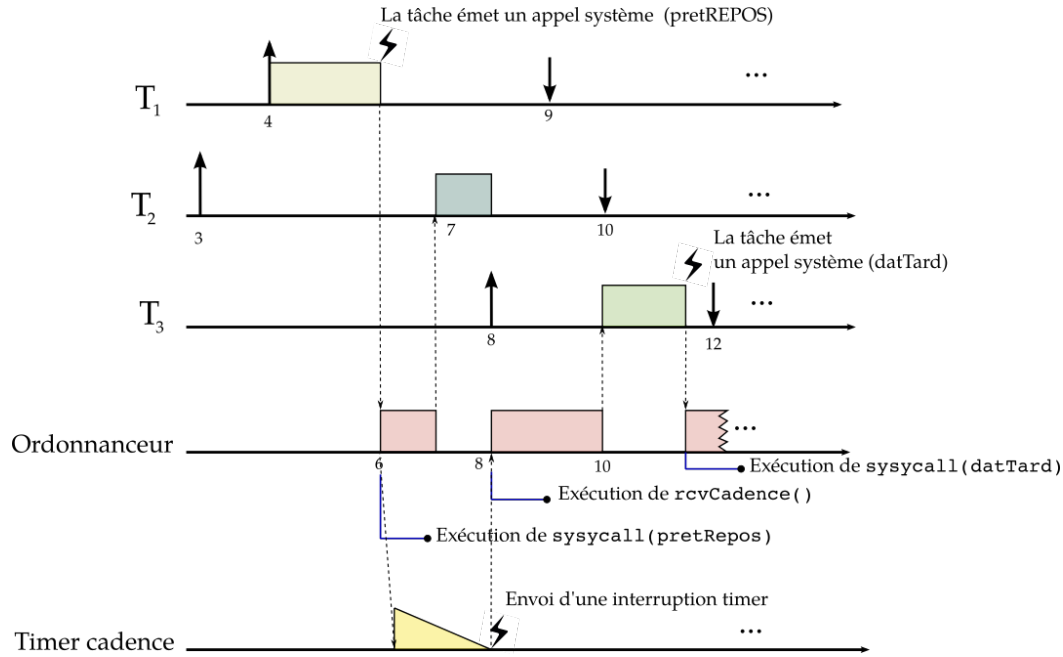 La tâche émet un appel système (pretREPOS)
...
T1
4
9
...
T2
3
7
10
La tâche émet
un appel système (datTard)
...
T3
8
12
Ordonnanceur
...
6
8
10
Exécution de sysycall(datTard)
Exécution de rcvCadence()
Exécution de sysycall(pretRepos)
Envoi d'une interruption timer
...
Timer cadence